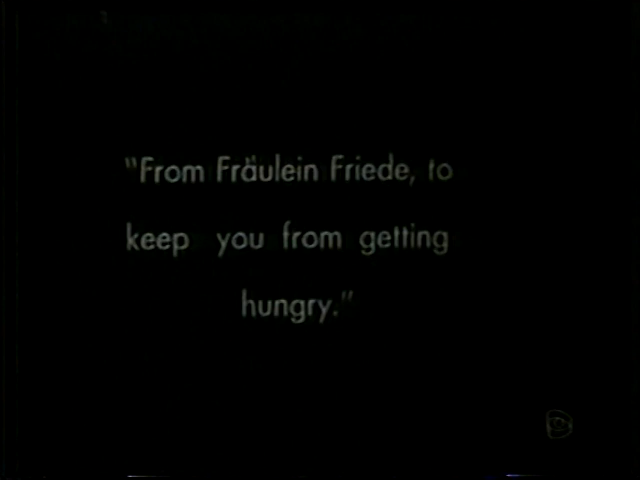 "From Fräulein Friede, to
keep you from getting
hungry."